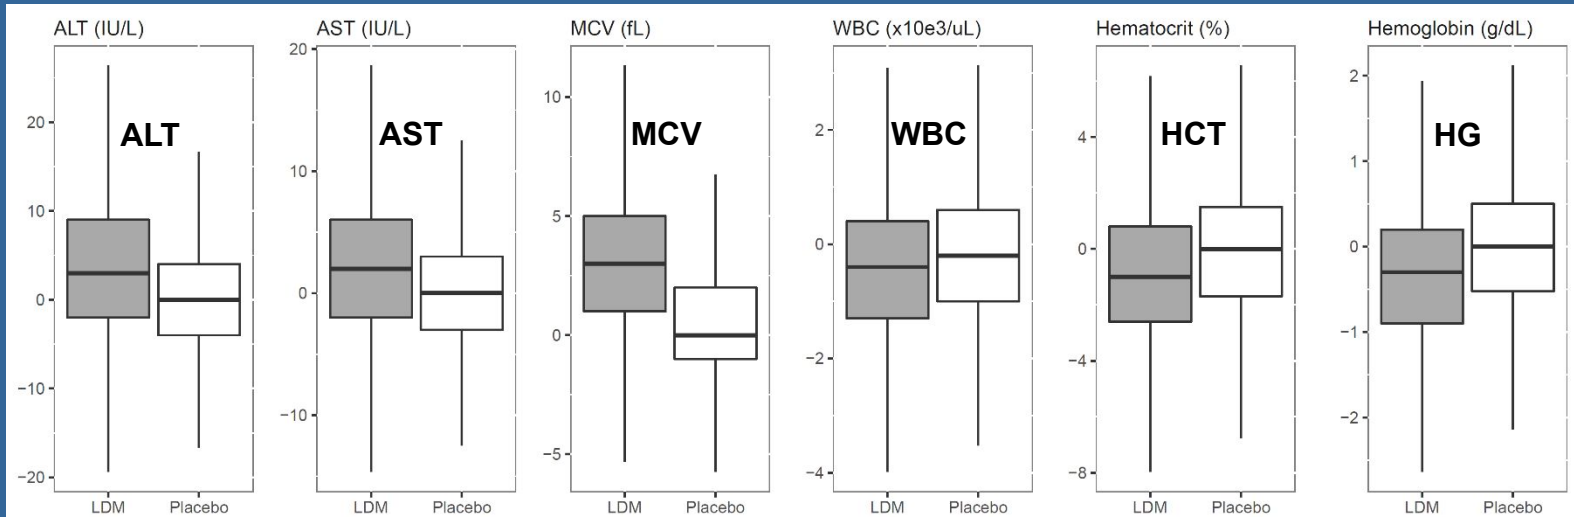 ALT (IU/L)
20
10
0
−10
−20
ALT
LDM Placebo
AST (IU/L)
20
10
0
−10
AST
LDM Placebo
MCV (fL)
10
5
0
−5
MCV
LDM Placebo
WBC (x10e3/uL)
2
0
−2
−4
WBC
LDM Placebo
Hematocrit (%)
4
0
−4
−8
HCT
LDM Placebo
Hemoglobin (g/dL)
2
1
0
−1
−2
HG
LDM Placebo